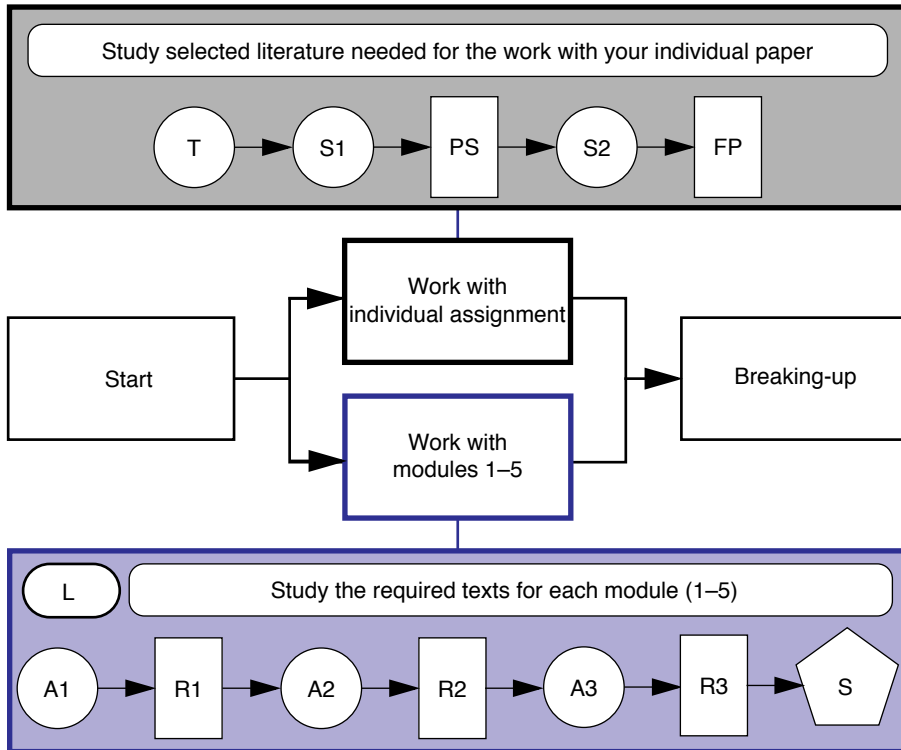 Study selected literature needed for the work with your individual paper
T
S1
PS
S2
FP
Work with
individual assignment
Start
Breaking-up
Work with
modules 1–5
L
Study the required texts for each module (1–5)
A1
R1
A2
R2
A3
R3
S